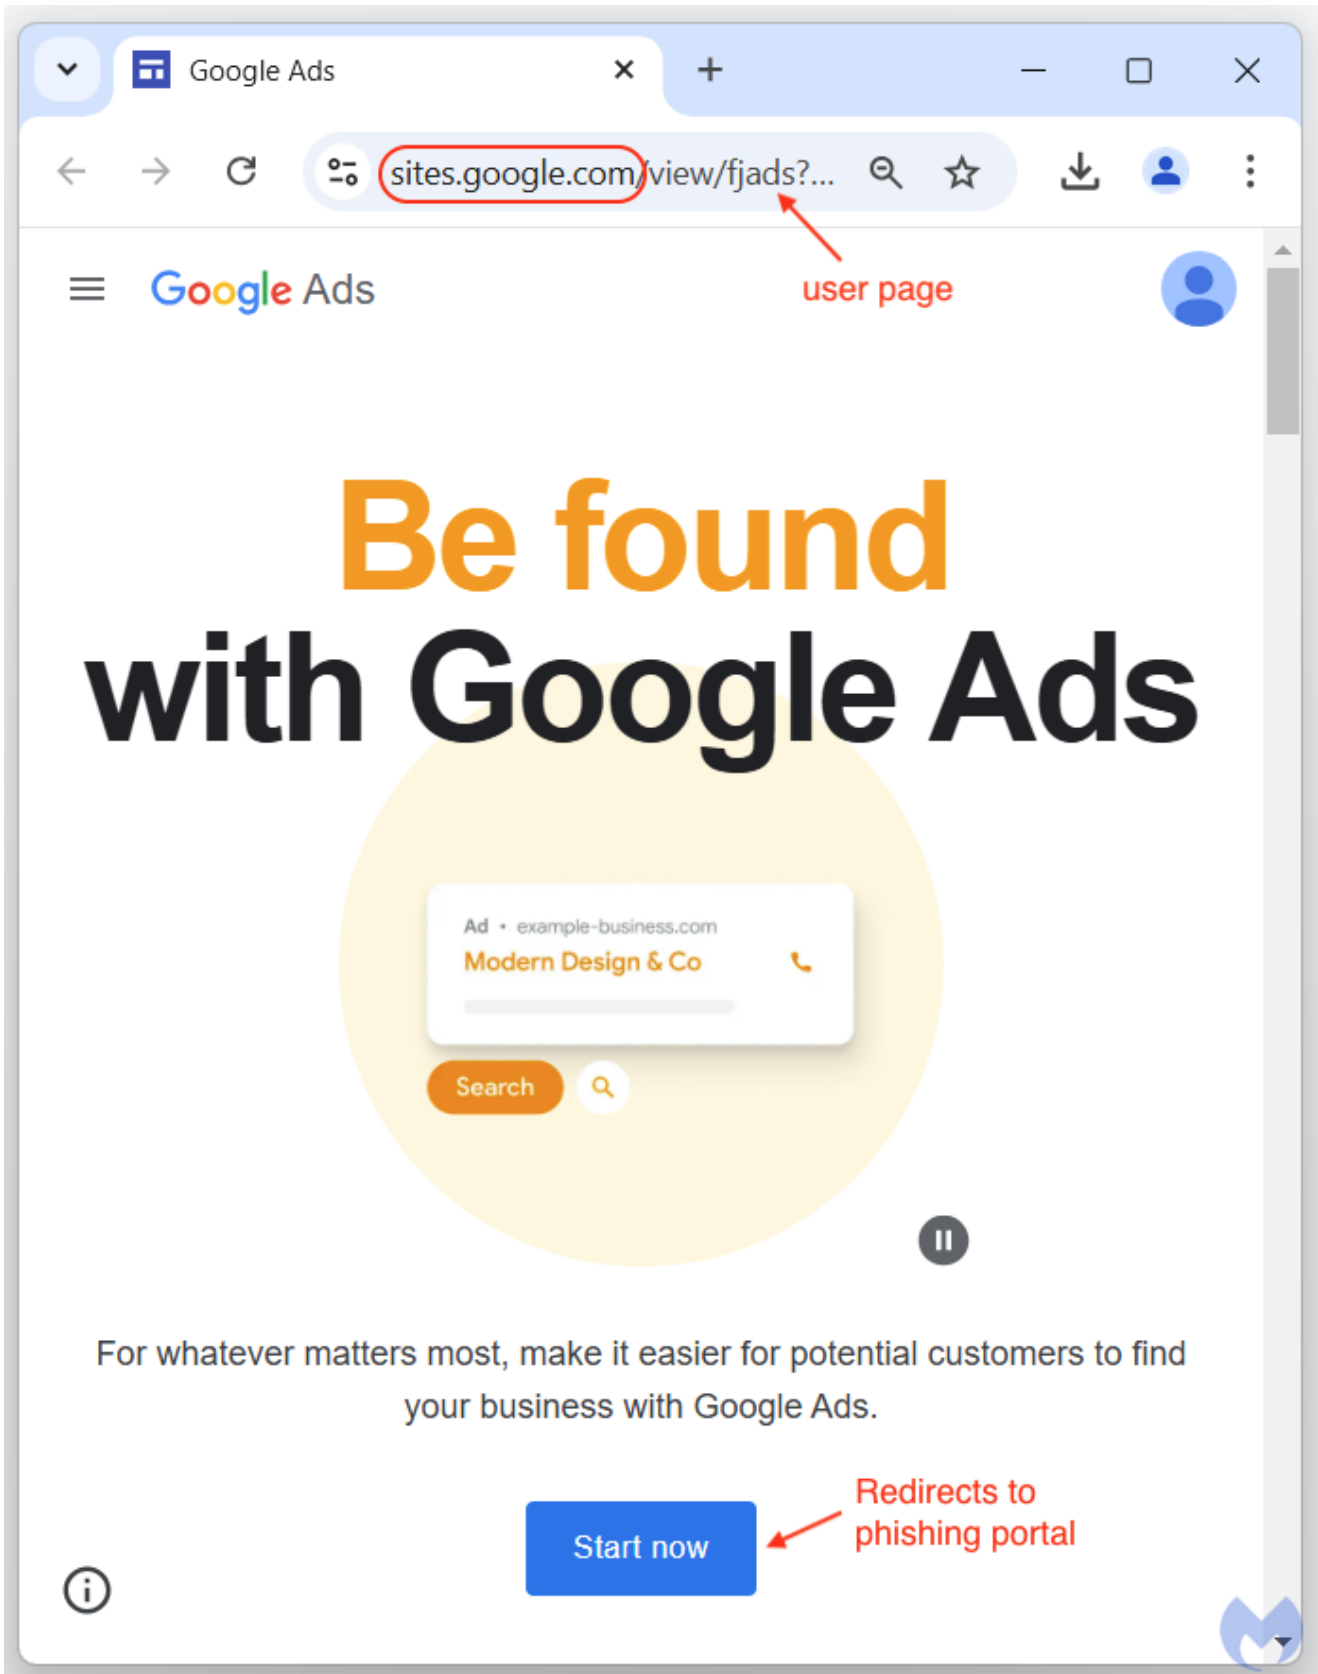 Google Ads
sites.google.com/view/fjads?...
Google Ads
user page
Be found
with Google Ads
Ad • example-business.com
Modern Design & Co
Search
For whatever matters most, make it easier for potential customers to find
your business with Google Ads.
Redirects to
phishing portal
Start now